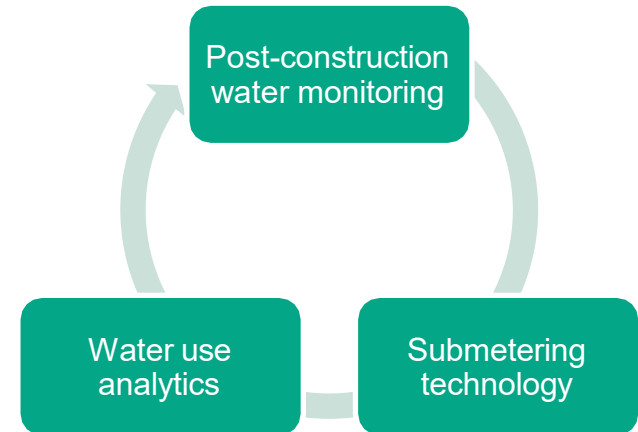 Post-construction
water monitoring
Water use
analytics
Submetering
technology